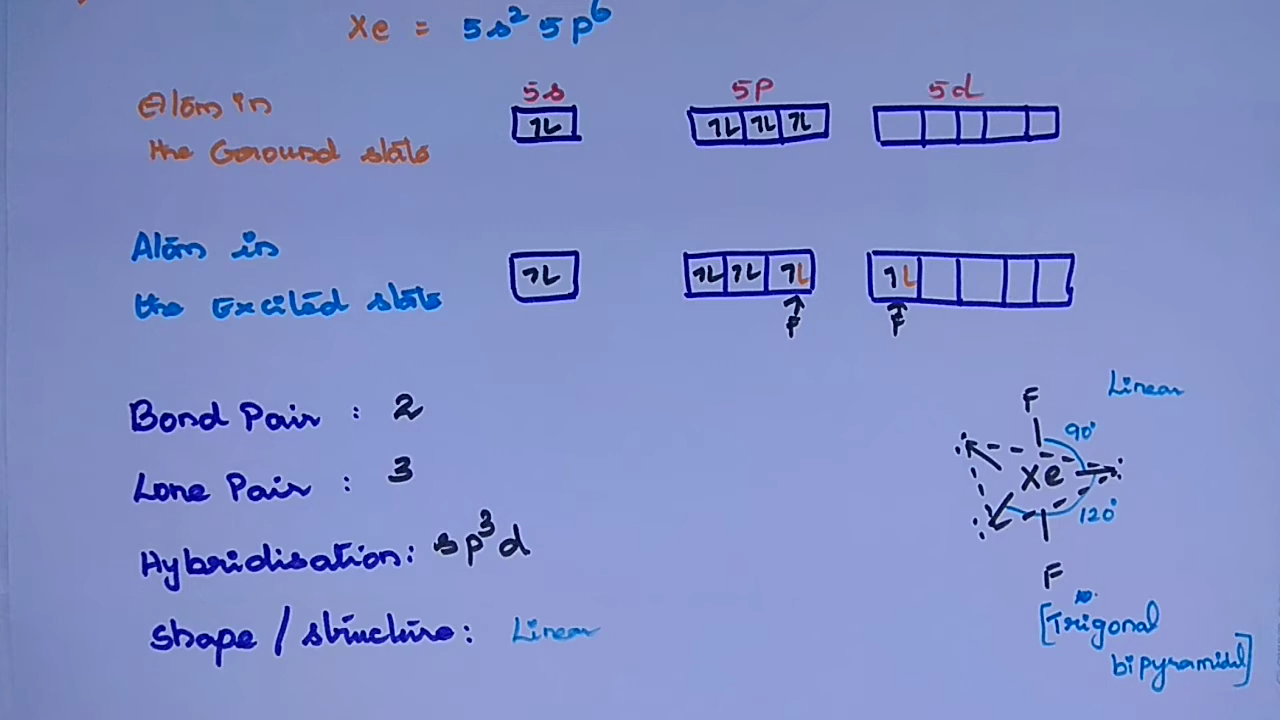 Xe = 5s² 5p⁶
5s 5p 5d
Atom in
the Ground state
Atom in
the Excited state
F F
Bond Pair : 2
Lone Pair : 3
Hybridisation: sp³d
Shape / structure: Linear
Linear
F
90°
Xe
120°
F
[Trigonal
bipyramidal]